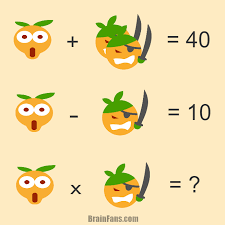 + = 40
- = 10
x = ?
BrainFans.com